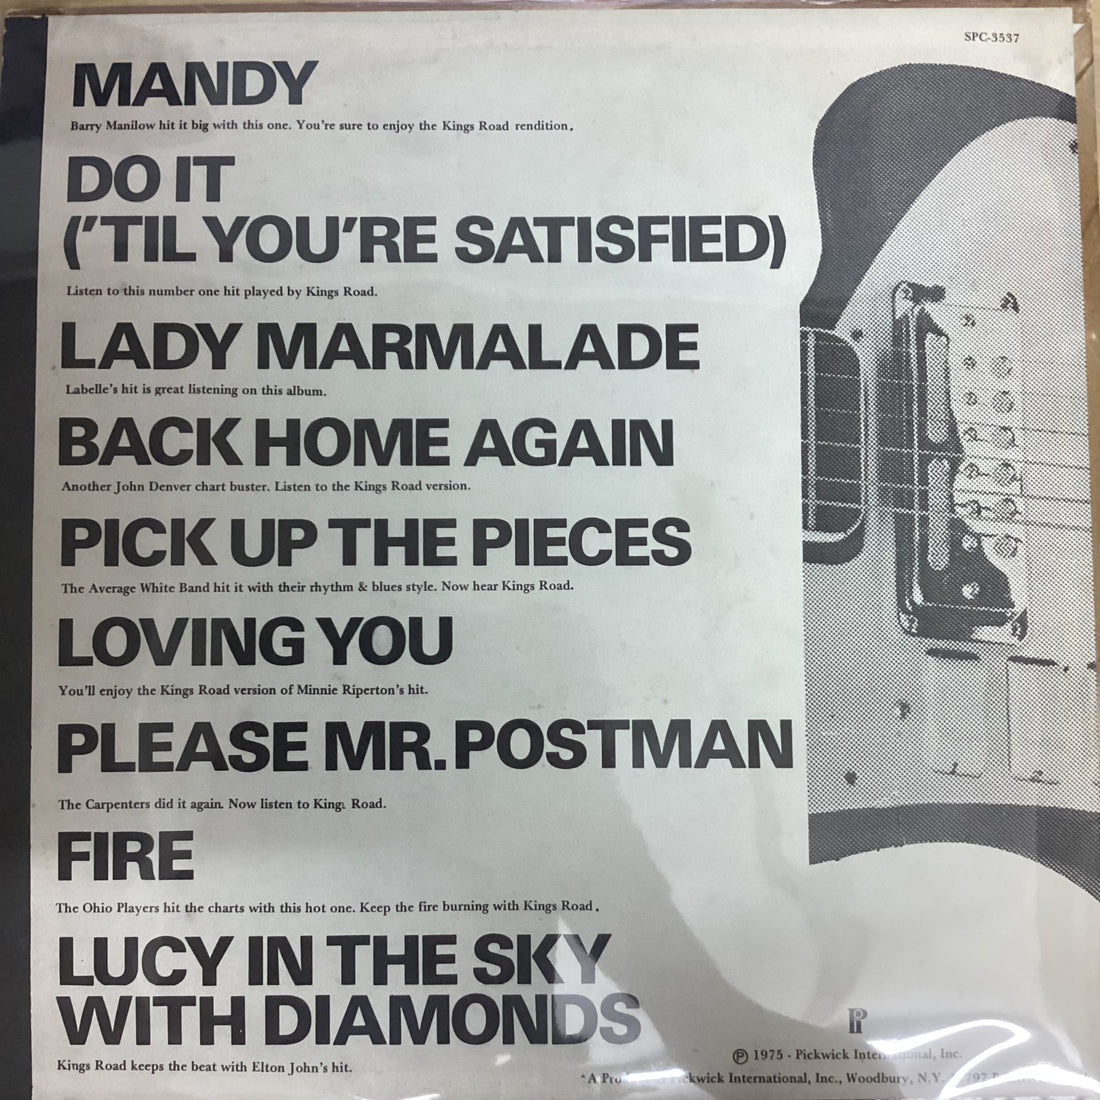 SPC-3537
MANDY
Barry Manilow hit it big with this one. You're sure to enjoy the Kings Road rendition.
DO IT
('TIL YOU'RE SATISFIED)
Listen to this number one hit played by Kings Road.
LADY MARMALADE
Labelle's hit is great listening on this album.
BACK HOME AGAIN
Another John Denver chart buster. Listen to the Kings Road version.
PICK UP THE PIECES
The Average White Band hit it with their rhythm & blues style. Now hear Kings Road.
LOVING YOU
You'll enjoy the Kings Road version of Minnie Riperton's hit.
PLEASE MR. POSTMAN
The Carpenters did it again. Now listen to Kings Road.
FIRE
The Ohio Players hit the charts with this hot one. Keep the fire burning with Kings Road.
LUCY IN THE SKY
WITH DIAMONDS
Kings Road keeps the beat with Elton John's hit.
℗ 1975 - Pickwick International, Inc.
Pickwick International, Inc., Woodbury, N.Y.